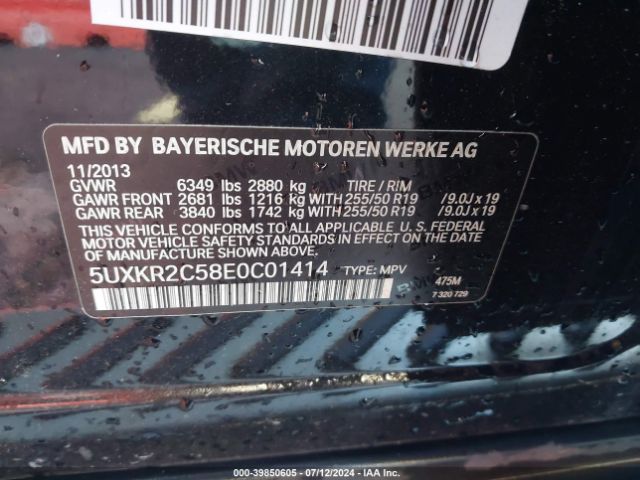 MFD BY BAYERISCHE MOTOREN WERKE AG
11/2013
GVWR 6349 lbs 2880 kg TIRE / RIM
GAWR FRONT 2681 lbs 1216 kg WITH 255/50 R19 /9.0J x 19
GAWR REAR 3840 lbs 1742 kg WITH 255/50 R19 /9.0J x 19
THIS VEHICLE CONFORMS TO ALL APPLICABLE U. S. FEDERAL
MOTOR VEHICLE SAFETY STANDARDS IN EFFECT ON THE DATE OF
MANUFACTURE SHOWN ABOVE.
5UXKR2C58E0C01414 TYPE: MPV
BMW 475M
7 320 729
000-39850605 - 07/12/2024 - IAA Inc.